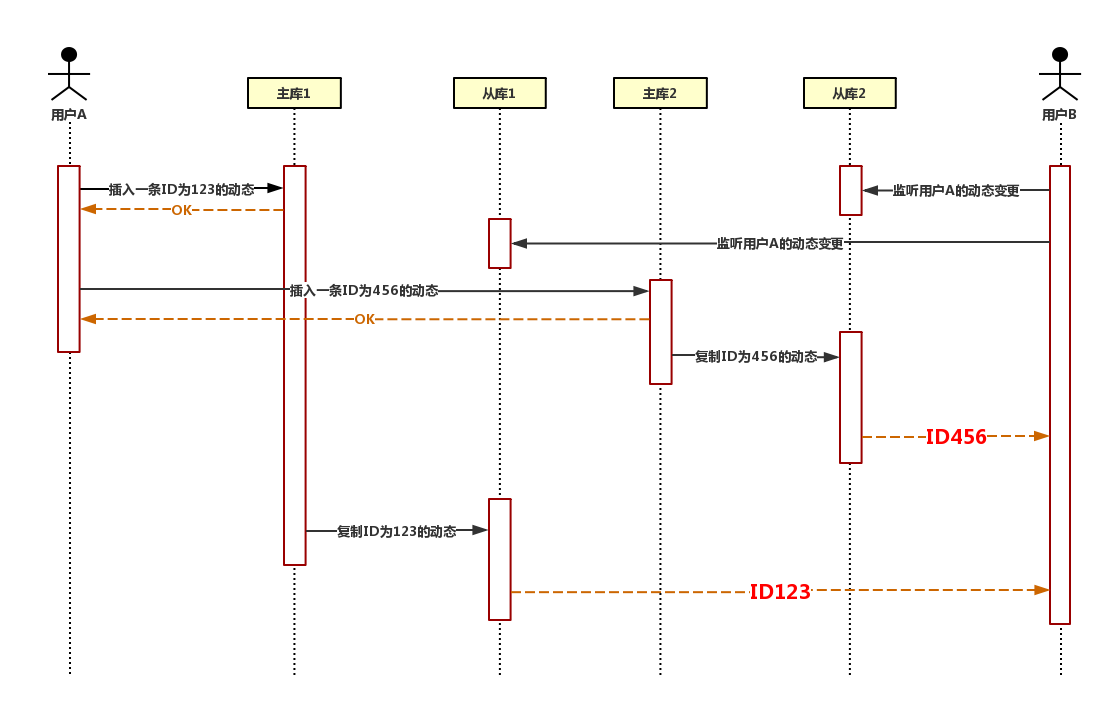 主库1
从库1
主库2
从库2
用户A
用户B
插入一条ID为123的动态
监听用户A的动态变更
OK
监听用户A的动态变更
插入一条ID为456的动态
OK
复制ID为456的动态
ID456
复制ID为123的动态
ID123